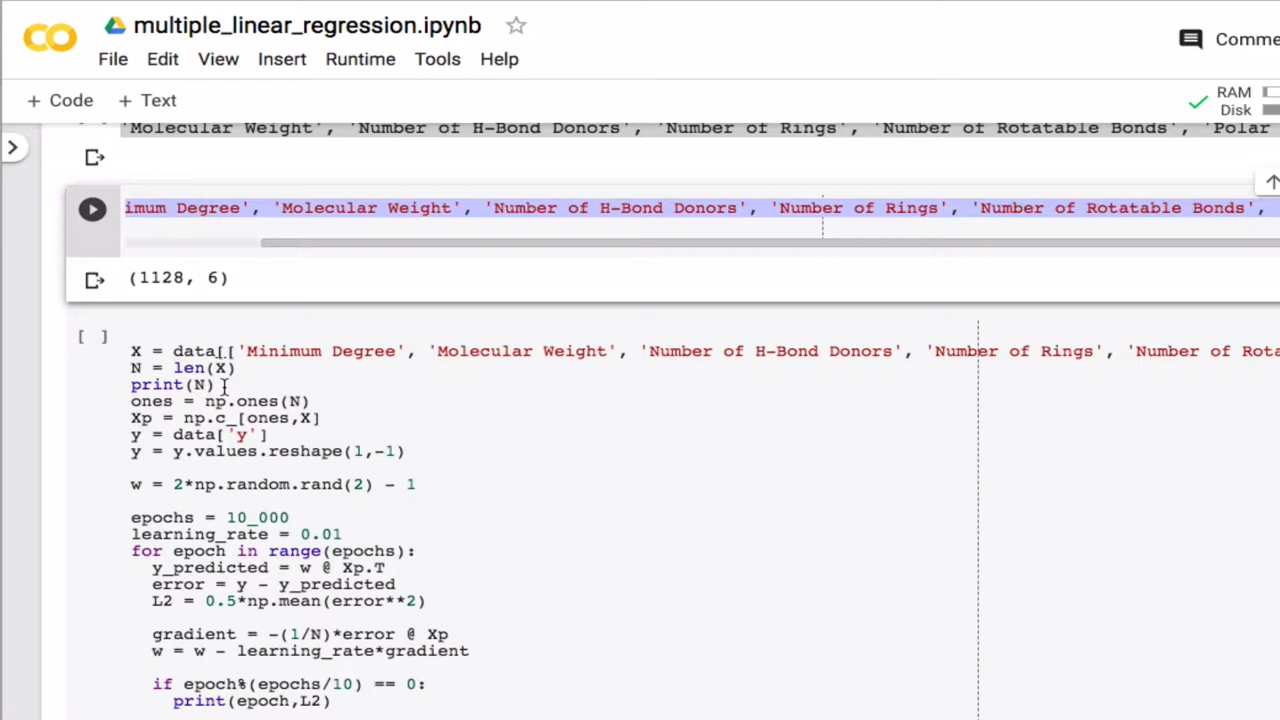 multiple_linear_regression.ipynb
Comme
File Edit View Insert Runtime Tools Help
+ Code + Text
RAM
Disk
'Molecular Weight', 'Number of H-Bond Donors', 'Number of Rings', 'Number of Rotatable Bonds', 'Polar
imum Degree', 'Molecular Weight', 'Number of H-Bond Donors', 'Number of Rings', 'Number of Rotatable Bonds',
(1128, 6)
[ ]
X = data[['Minimum Degree', 'Molecular Weight', 'Number of H-Bond Donors', 'Number of Rings', 'Number of Rota
N = len(X)
print(N)
ones = np.ones(N)
Xp = np.c_[ones,X]
y = data['y']
y = y.values.reshape(1,-1)
w = 2*np.random.rand(2) - 1
epochs = 10_000
learning_rate = 0.01
for epoch in range(epochs):
y_predicted = w @ Xp.T
error = y - y_predicted
L2 = 0.5*np.mean(error**2)
gradient = -(1/N)*error @ Xp
w = w - learning_rate*gradient
if epoch%(epochs/10) == 0:
print(epoch,L2)